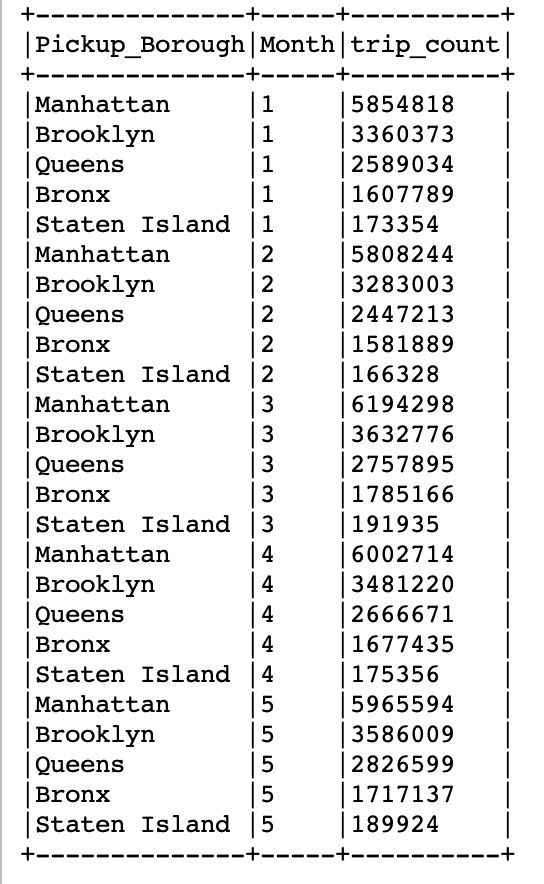 +--------------+-----+----------+
|Pickup_Borough|Month|trip_count|
+--------------+-----+----------+
|Manhattan     |1    |5854818   |
|Brooklyn      |1    |3360373   |
|Queens        |1    |2589034   |
|Bronx         |1    |1607789   |
|Staten Island |1    |173354    |
|Manhattan     |2    |5808244   |
|Brooklyn      |2    |3283003   |
|Queens        |2    |2447213   |
|Bronx         |2    |1581889   |
|Staten Island |2    |166328    |
|Manhattan     |3    |6194298   |
|Brooklyn      |3    |3632776   |
|Queens        |3    |2757895   |
|Bronx         |3    |1785166   |
|Staten Island |3    |191935    |
|Manhattan     |4    |6002714   |
|Brooklyn      |4    |3481220   |
|Queens        |4    |2666671   |
|Bronx         |4    |1677435   |
|Staten Island |4    |175356    |
|Manhattan     |5    |5965594   |
|Brooklyn      |5    |3586009   |
|Queens        |5    |2826599   |
|Bronx         |5    |1717137   |
|Staten Island |5    |189924    |
+--------------+-----+----------+